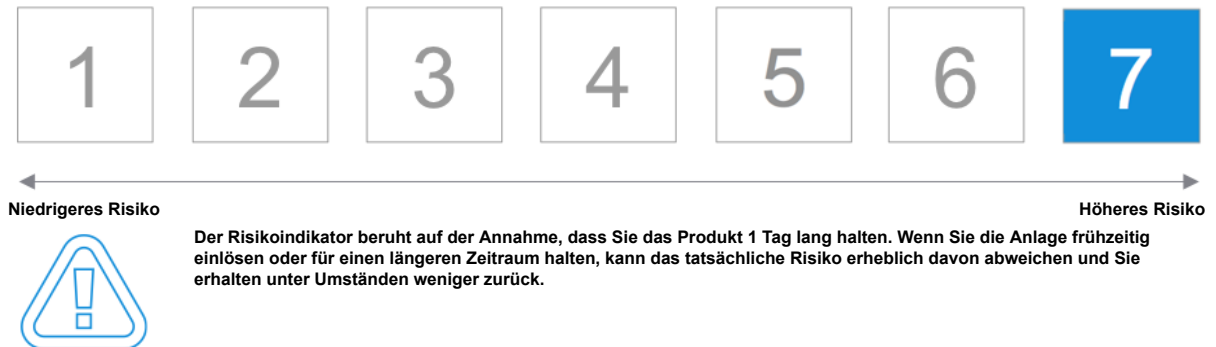 1 2 3 4 5 6 7
Niedrigeres Risiko Höheres Risiko
Der Risikoindikator beruht auf der Annahme, dass Sie das Produkt 1 Tag lang halten. Wenn Sie die Anlage frühzeitig
einlösen oder für einen längeren Zeitraum halten, kann das tatsächliche Risiko erheblich davon abweichen und Sie
erhalten unter Umständen weniger zurück.